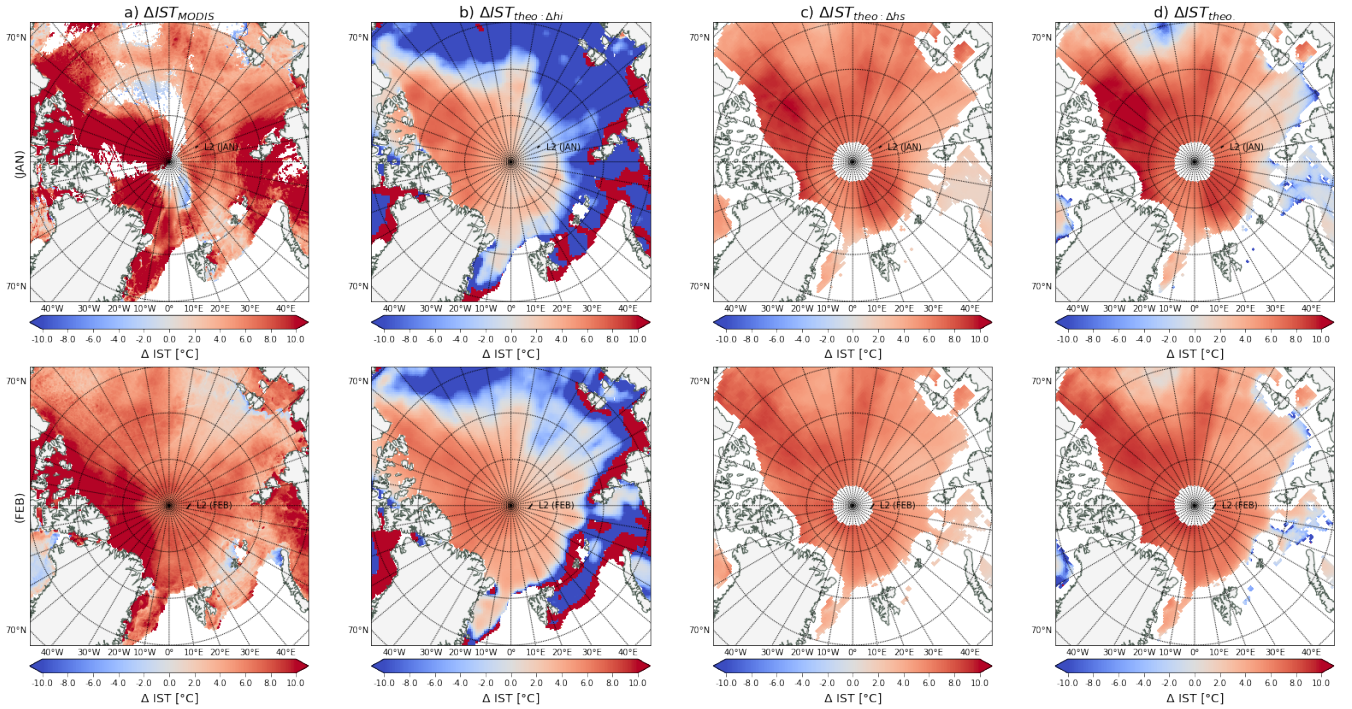 a) ΔIST_MODIS b) ΔIST_theo : Δhi c) ΔIST_theo : Δhs d) ΔIST_theo
70°N 70°N 70°N 70°N
(JAN)
L2 (JAN) L2 (JAN) L2 (JAN) L2 (JAN)
70°N 70°N 70°N 70°N
40°W 30°W 20°W 10°W 0° 10°E 20°E 30°E 40°E 40°W 30°W 20°W 10°W 0° 10°E 20°E 30°E 40°E 40°W 30°W 20°W 10°W 0° 10°E 20°E 30°E 40°E 40°W 30°W 20°W 10°W 0° 10°E 20°E 30°E 40°E
-10.0 -8.0 -6.0 -4.0 -2.0 0.0 2.0 4.0 6.0 8.0 10.0 -10.0 -8.0 -6.0 -4.0 -2.0 0.0 2.0 4.0 6.0 8.0 10.0 -10.0 -8.0 -6.0 -4.0 -2.0 0.0 2.0 4.0 6.0 8.0 10.0 -10.0 -8.0 -6.0 -4.0 -2.0 0.0 2.0 4.0 6.0 8.0 10.0
Δ IST [°C] Δ IST [°C] Δ IST [°C] Δ IST [°C]
70°N 70°N 70°N 70°N
(FEB)
L2 (FEB) L2 (FEB) L2 (FEB) L2 (FEB)
70°N 70°N 70°N 70°N
40°W 30°W 20°W 10°W 0° 10°E 20°E 30°E 40°E 40°W 30°W 20°W 10°W 0° 10°E 20°E 30°E 40°E 40°W 30°W 20°W 10°W 0° 10°E 20°E 30°E 40°E 40°W 30°W 20°W 10°W 0° 10°E 20°E 30°E 40°E
-10.0 -8.0 -6.0 -4.0 -2.0 0.0 2.0 4.0 6.0 8.0 10.0 -10.0 -8.0 -6.0 -4.0 -2.0 0.0 2.0 4.0 6.0 8.0 10.0 -10.0 -8.0 -6.0 -4.0 -2.0 0.0 2.0 4.0 6.0 8.0 10.0 -10.0 -8.0 -6.0 -4.0 -2.0 0.0 2.0 4.0 6.0 8.0 10.0
Δ IST [°C] Δ IST [°C] Δ IST [°C] Δ IST [°C]